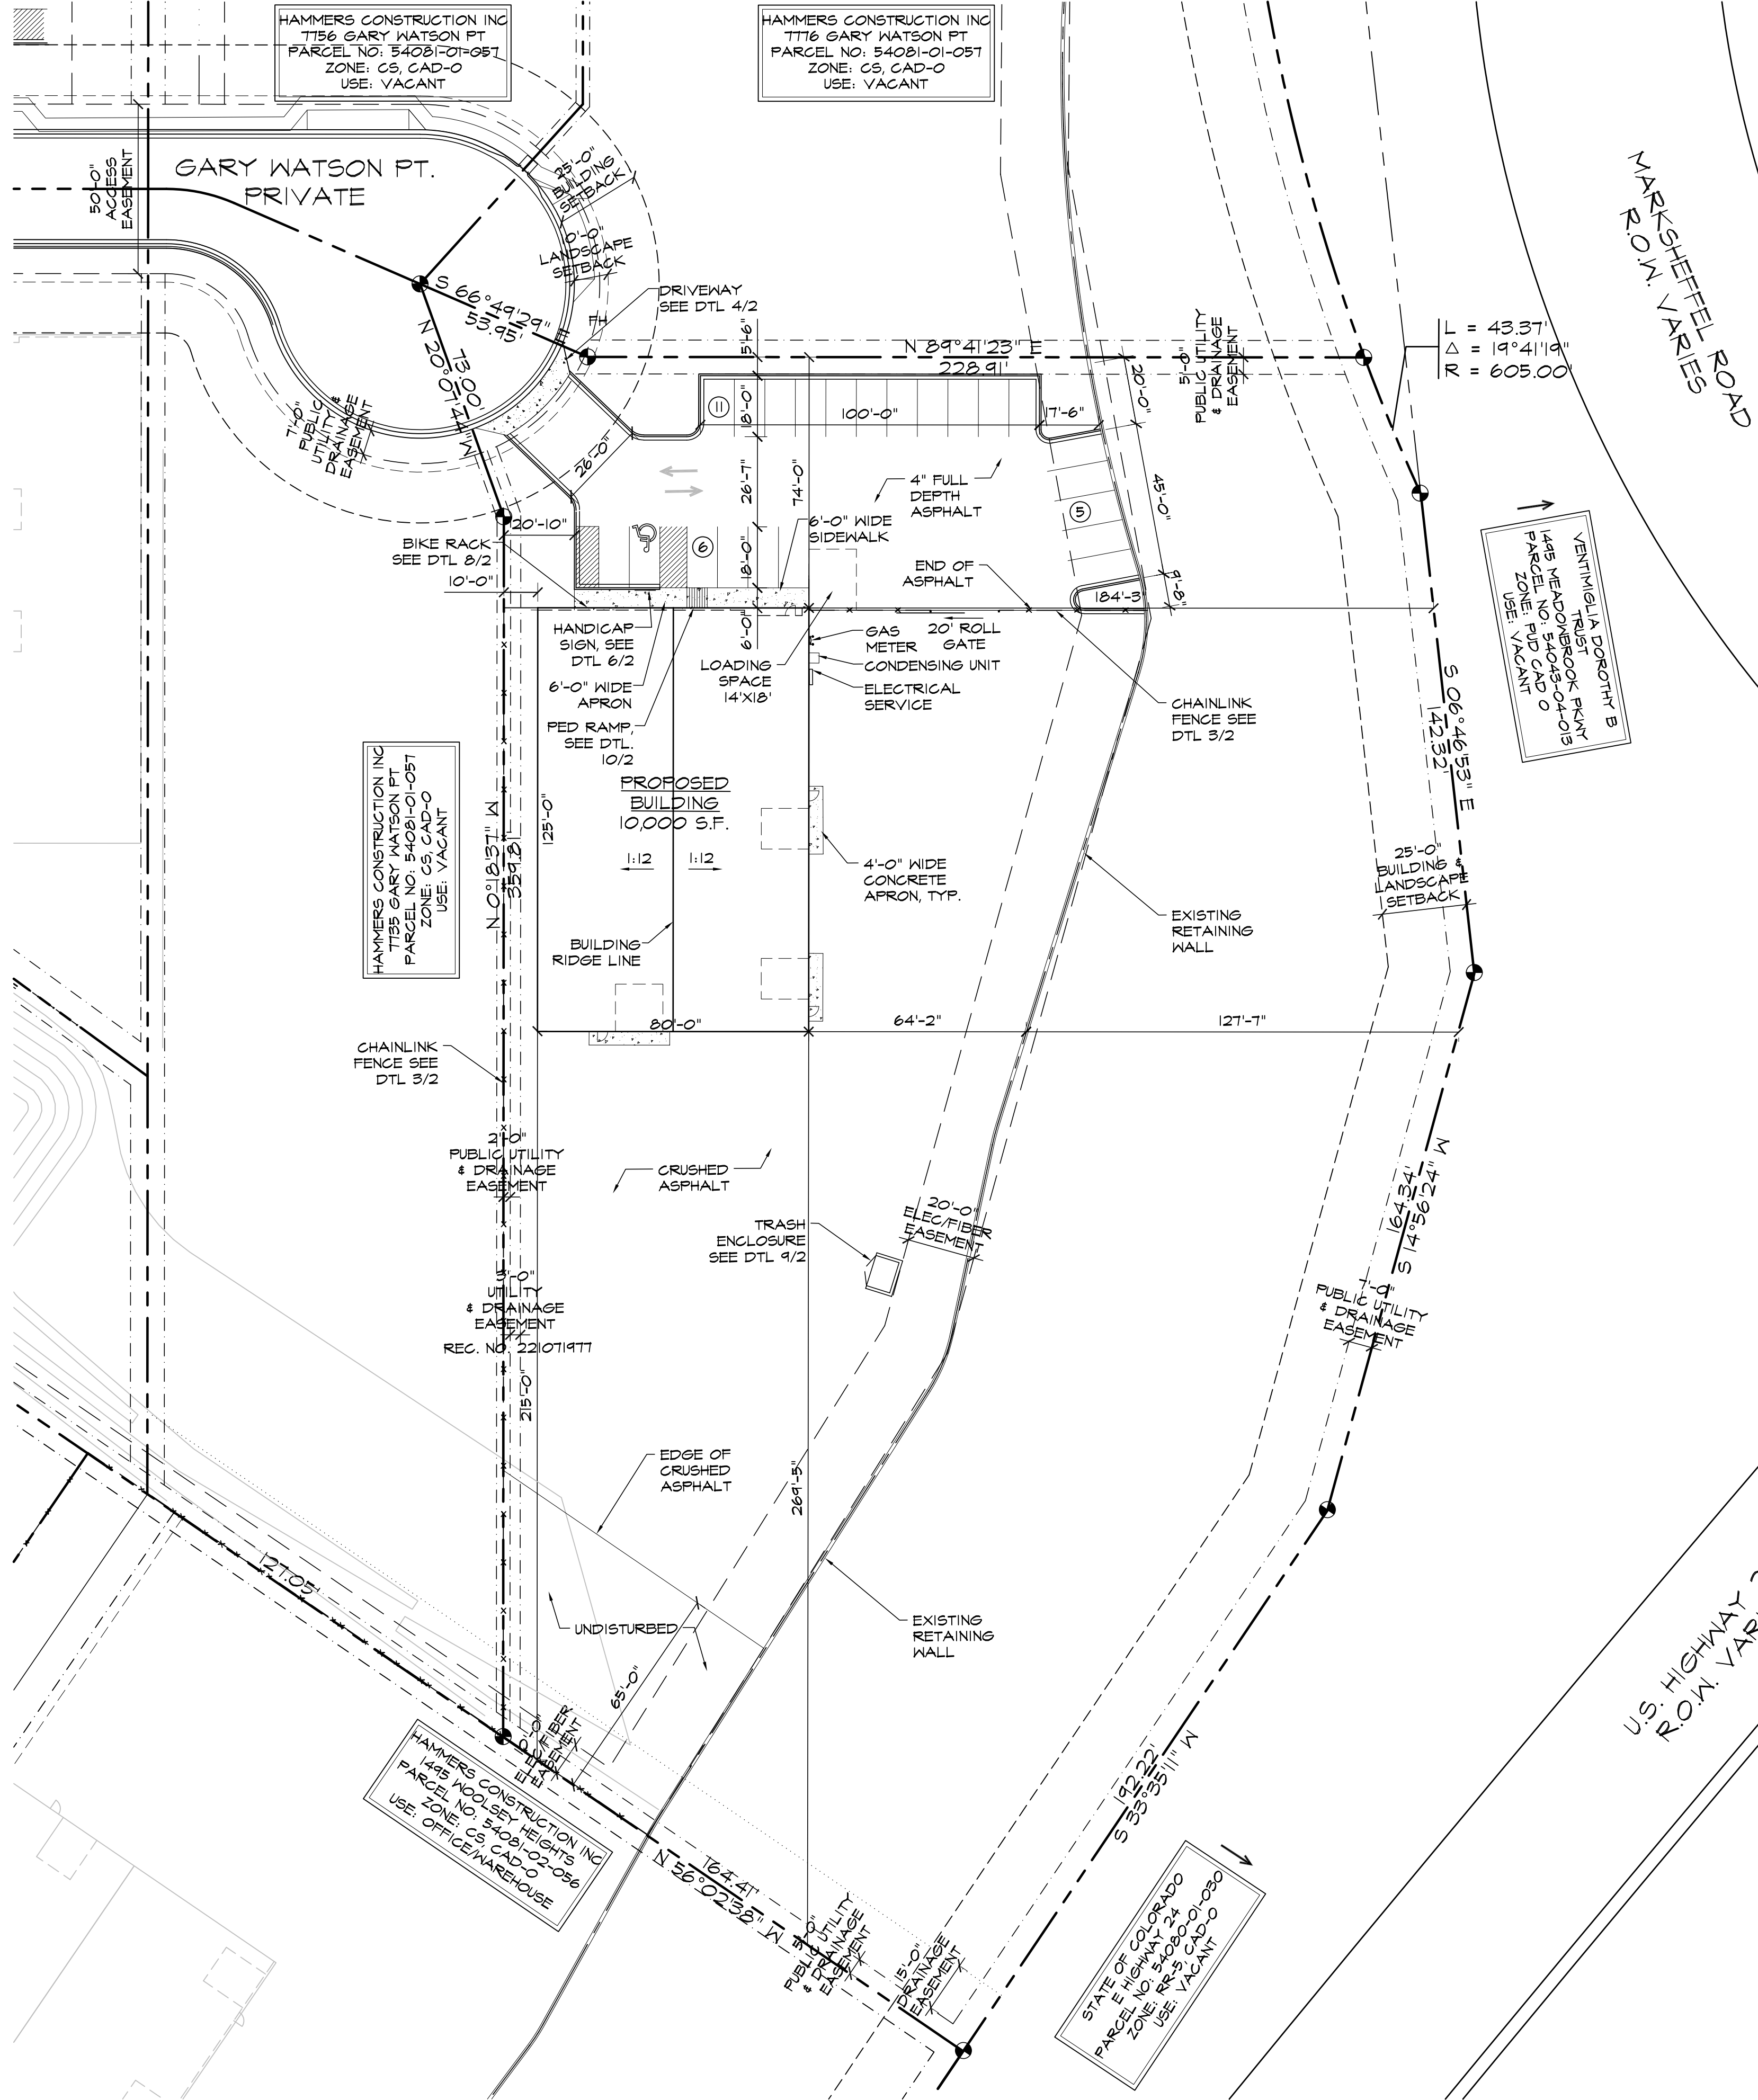 HAMMERS CONSTRUCTION INC
7756 GARY WATSON PT
PARCEL NO: 54081-01-057
ZONE: CS, CAD-O
USE: VACANT
HAMMERS CONSTRUCTION INC
7776 GARY WATSON PT
PARCEL NO: 54081-01-057
ZONE: CS, CAD-O
USE: VACANT
50'-0"
ACCESS
EASEMENT
GARY WATSON PT.
PRIVATE
25'-0"
BUILDING
SETBACK
0'-0"
LANDSCAPE
SETBACK
MARKSHEFFEL ROAD
R.O.W. VARIES
S 66°49'29"
53.95'
N 20°07'44" W
73.00'
FH
DRIVEWAY
SEE DTL 4/2
5'-6"
N 89°41'23" E
228.91'
5'-0"
PUBLIC UTILITY
& DRAINAGE
EASEMENT
L = 43.37'
Δ = 19°41'19"
R = 605.00'
7'-0"
PUBLIC
UTILITY &
DRAINAGE
EASEMENT
11
18'-0"
100'-0"
17'-6"
20'-0"
26'-0"
26'-7"
74'-0"
4" FULL
DEPTH
ASPHALT
45'-0"
5
20'-10"
BIKE RACK
SEE DTL 8/2
6
6'-0" WIDE
SIDEWALK
10'-0"
18'-0"
END OF
ASPHALT
184'-3"
9'-8"
VENTIMIGLIA DOROTHY B
TRUST
1495 MEADOWBROOK PKWY
PARCEL NO: 54043-04-013
ZONE: PUD CAD O
USE: VACANT
HANDICAP
SIGN, SEE
DTL 6/2
6'-0"
GAS
METER
20' ROLL
GATE
LOADING
SPACE
14'X18'
CONDENSING UNIT
ELECTRICAL
SERVICE
6'-0" WIDE
APRON
PED RAMP,
SEE DTL.
10/2
CHAINLINK
FENCE SEE
DTL 3/2
S 06°46'53" E
142.32'
HAMMERS CONSTRUCTION INC
7735 GARY WATSON PT
PARCEL NO: 54081-01-057
ZONE: CS, CAD-O
USE: VACANT
N 0°18'37" W
359.81'
125'-0"
PROPOSED
BUILDING
10,000 S.F.
1:12
1:12
4'-0" WIDE
CONCRETE
APRON, TYP.
25'-0"
BUILDING &
LANDSCAPE
SETBACK
BUILDING
RIDGE LINE
EXISTING
RETAINING
WALL
80'-0"
64'-2"
127'-7"
CHAINLINK
FENCE SEE
DTL 3/2
2'-0"
PUBLIC UTILITY
& DRAINAGE
EASEMENT
CRUSHED
ASPHALT
164.34'
S 14°56'24" W
TRASH
ENCLOSURE
SEE DTL 9/2
20'-0"
ELEC/FIBER
EASEMENT
UTILITY
& DRAINAGE
EASEMENT
REC. NO. 221071977
7'-0"
PUBLIC UTILITY
& DRAINAGE
EASEMENT
215'-0"
EDGE OF
CRUSHED
ASPHALT
269'-5"
127.05'
UNDISTURBED
EXISTING
RETAINING
WALL
65'-0"
ELEC/FIBER
EASEMENT
U.S. HIGHWAY
R.O.W.
HAMMERS CONSTRUCTION INC
1495 WOOLSEY HEIGHTS
PARCEL NO: 54081-02-056
ZONE: CS, CAD-O
USE: OFFICE/WAREHOUSE
192.22'
S 33°35'11" W
164.41'
N 56°02'38" W
PUBLIC UTILITY
& DRAINAGE
EASEMENT
15'-0"
DRAINAGE
EASEMENT
STATE OF COLORADO
E HIGHWAY 24
PARCEL NO: 54080-01-030
ZONE: RR-5, CAD-O
USE: VACANT